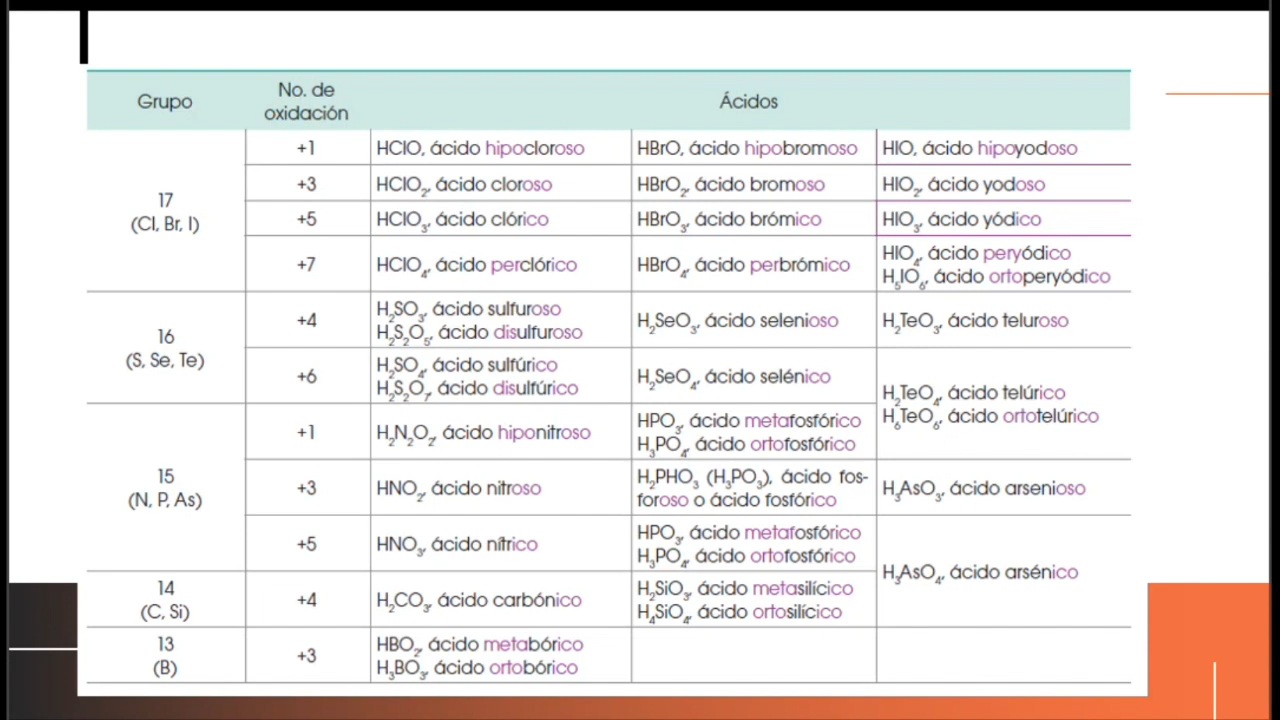 Grupo
No. de
oxidación
Ácidos
17
(Cl, Br, I)
+1
HClO, ácido hipocloroso
HBrO, ácido hipobromoso
HIO, ácido hipoyodoso
+3
HClO₂, ácido cloroso
HBrO₂, ácido bromoso
HIO₂, ácido yodoso
+5
HClO₃, ácido clórico
HBrO₃, ácido brómico
HIO₃, ácido yódico
+7
HClO₄, ácido perclórico
HBrO₄, ácido perbrómico
HIO₄, ácido peryódico
H₅IO₆, ácido ortoperyódico
16
(S, Se, Te)
+4
H₂SO₃, ácido sulfuroso
H₂S₂O₅, ácido disulfuroso
H₂SeO₃, ácido selenioso
H₂TeO₃, ácido teluroso
+6
H₂SO₄, ácido sulfúrico
H₂S₂O₇, ácido disulfúrico
H₂SeO₄, ácido selénico
H₂TeO₄, ácido telúrico
H₆TeO₆, ácido ortotelúrico
15
(N, P, As)
+1
H₂N₂O₂, ácido hiponitroso
HPO₃, ácido metafosfórico
H₃PO₄, ácido ortofosfórico
+3
HNO₂, ácido nitroso
H₂PHO₃ (H₃PO₃), ácido fos-
foroso o ácido fosfórico
H₃AsO₃, ácido arsenioso
+5
HNO₃, ácido nítrico
HPO₃, ácido metafosfórico
H₃PO₄, ácido ortofosfórico
H₃AsO₄, ácido arsénico
14
(C, Si)
+4
H₂CO₃, ácido carbónico
H₂SiO₃, ácido metasilícico
H₄SiO₄, ácido ortosilícico
13
(B)
+3
HBO₂, ácido metabórico
H₃BO₃, ácido ortobórico